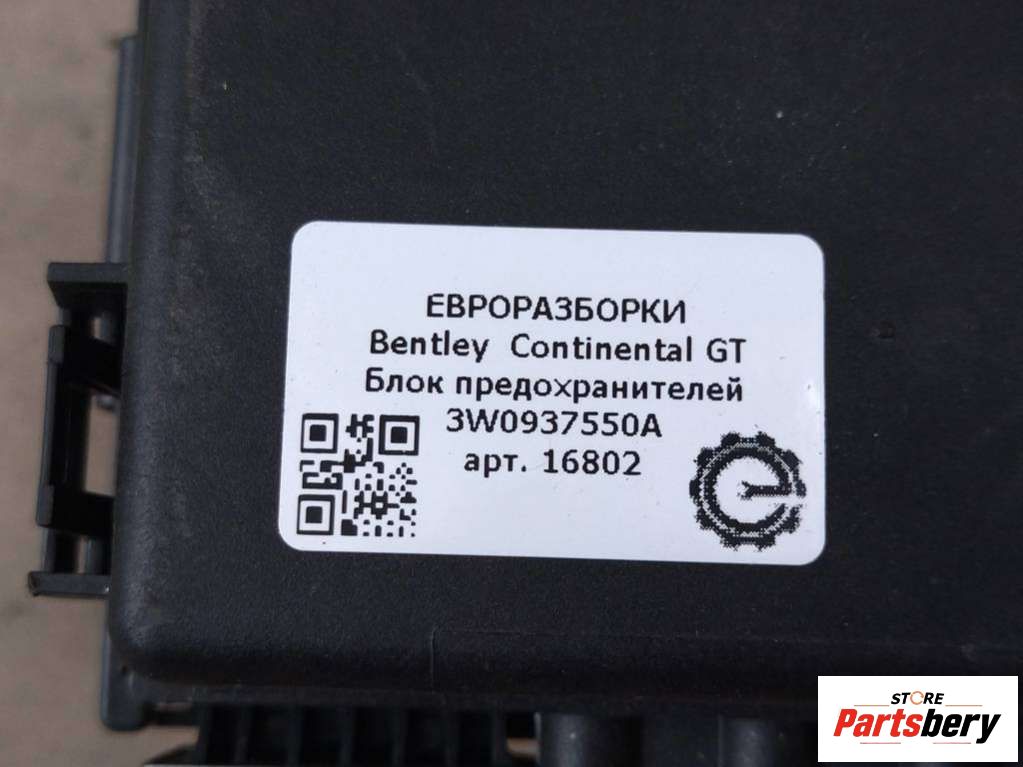 ЕВРОРАЗБОРКИ
Bentley Continental GT
Блок предохранителей
3W0937550A
арт. 16802
STORE
Partsbery